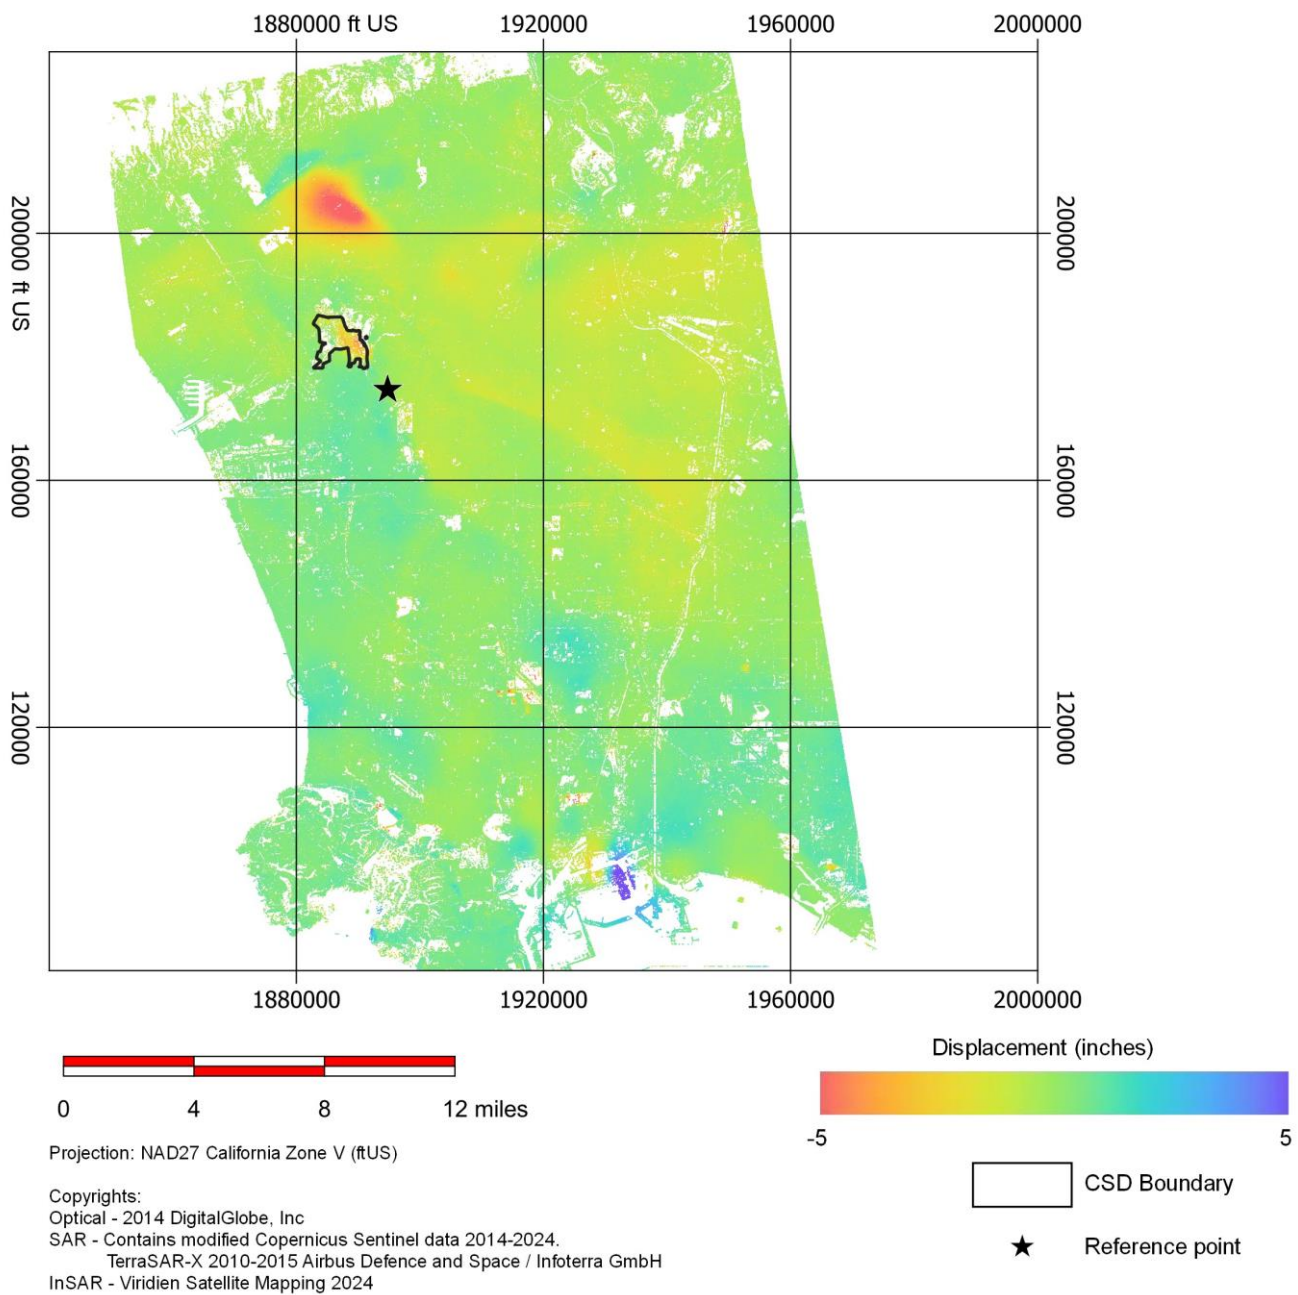 1880000 ft US 1920000 1960000 2000000
200000 ft US 200000
160000 160000
120000 120000
1880000 1920000 1960000 2000000
Displacement (inches)
-5 5
0 4 8 12 miles
CSD Boundary
Reference point
Projection: NAD27 California Zone V (ftUS)
Copyrights:
Optical - 2014 DigitalGlobe, Inc
SAR - Contains modified Copernicus Sentinel data 2014-2024.
TerraSAR-X 2010-2015 Airbus Defence and Space / Infoterra GmbH
InSAR - Viridien Satellite Mapping 2024